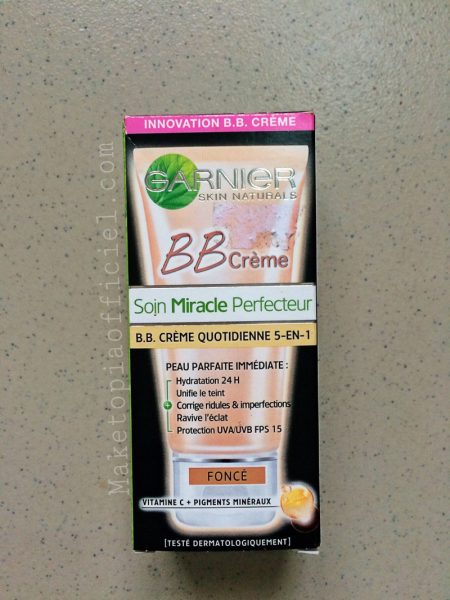 INNOVATION B.B. CRÈME
GARNIER
SKIN NATURALS
BB Crème
Soin Miracle Perfecteur
B.B. CRÈME QUOTIDIENNE 5-EN-1
PEAU PARFAITE IMMÉDIATE :
Hydratation 24 H
Unifie le teint
+ Corrige ridules & imperfections
Ravive l'éclat
Protection UVA/UVB FPS 15
FONCÉ
VITAMINE C + PIGMENTS MINÉRAUX
[TESTÉ DERMATOLOGIQUEMENT]
Maketopiaofficiel.com